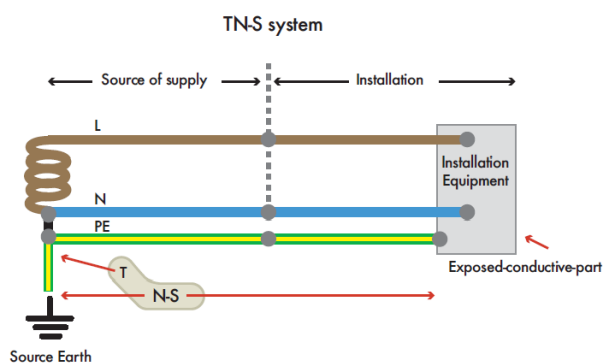 TN-S system
Source of supply
Installation
L
Installation
Equipment
N
PE
T
N-S
Exposed-conductive-part
Source Earth